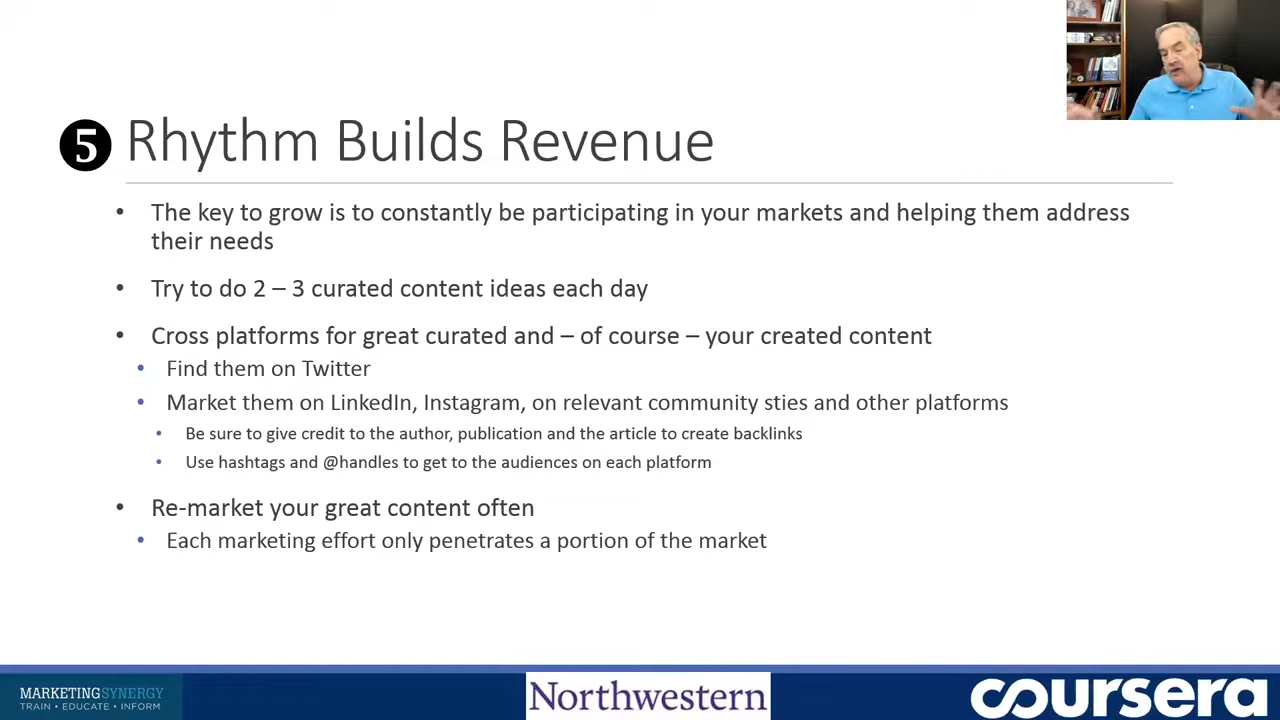 ❺ Rhythm Builds Revenue
• The key to grow is to constantly be participating in your markets and helping them address
their needs
• Try to do 2 – 3 curated content ideas each day
• Cross platforms for great curated and – of course – your created content
• Find them on Twitter
• Market them on LinkedIn, Instagram, on relevant community sties and other platforms
• Be sure to give credit to the author, publication and the article to create backlinks
• Use hashtags and @handles to get to the audiences on each platform
• Re-market your great content often
• Each marketing effort only penetrates a portion of the market
MARKETINGSYNERGY
TRAIN • EDUCATE • INFORM
Northwestern
coursera